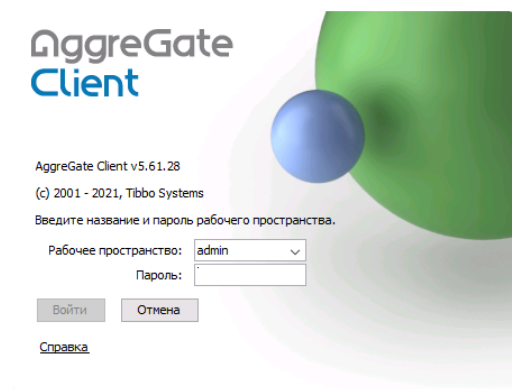 AggreGate
Client
AggreGate Client v5.61.28
(c) 2001 - 2021, Tibbo Systems
Введите название и пароль рабочего пространства.
Рабочее пространство: admin
Пароль:
Войти Отмена
Справка